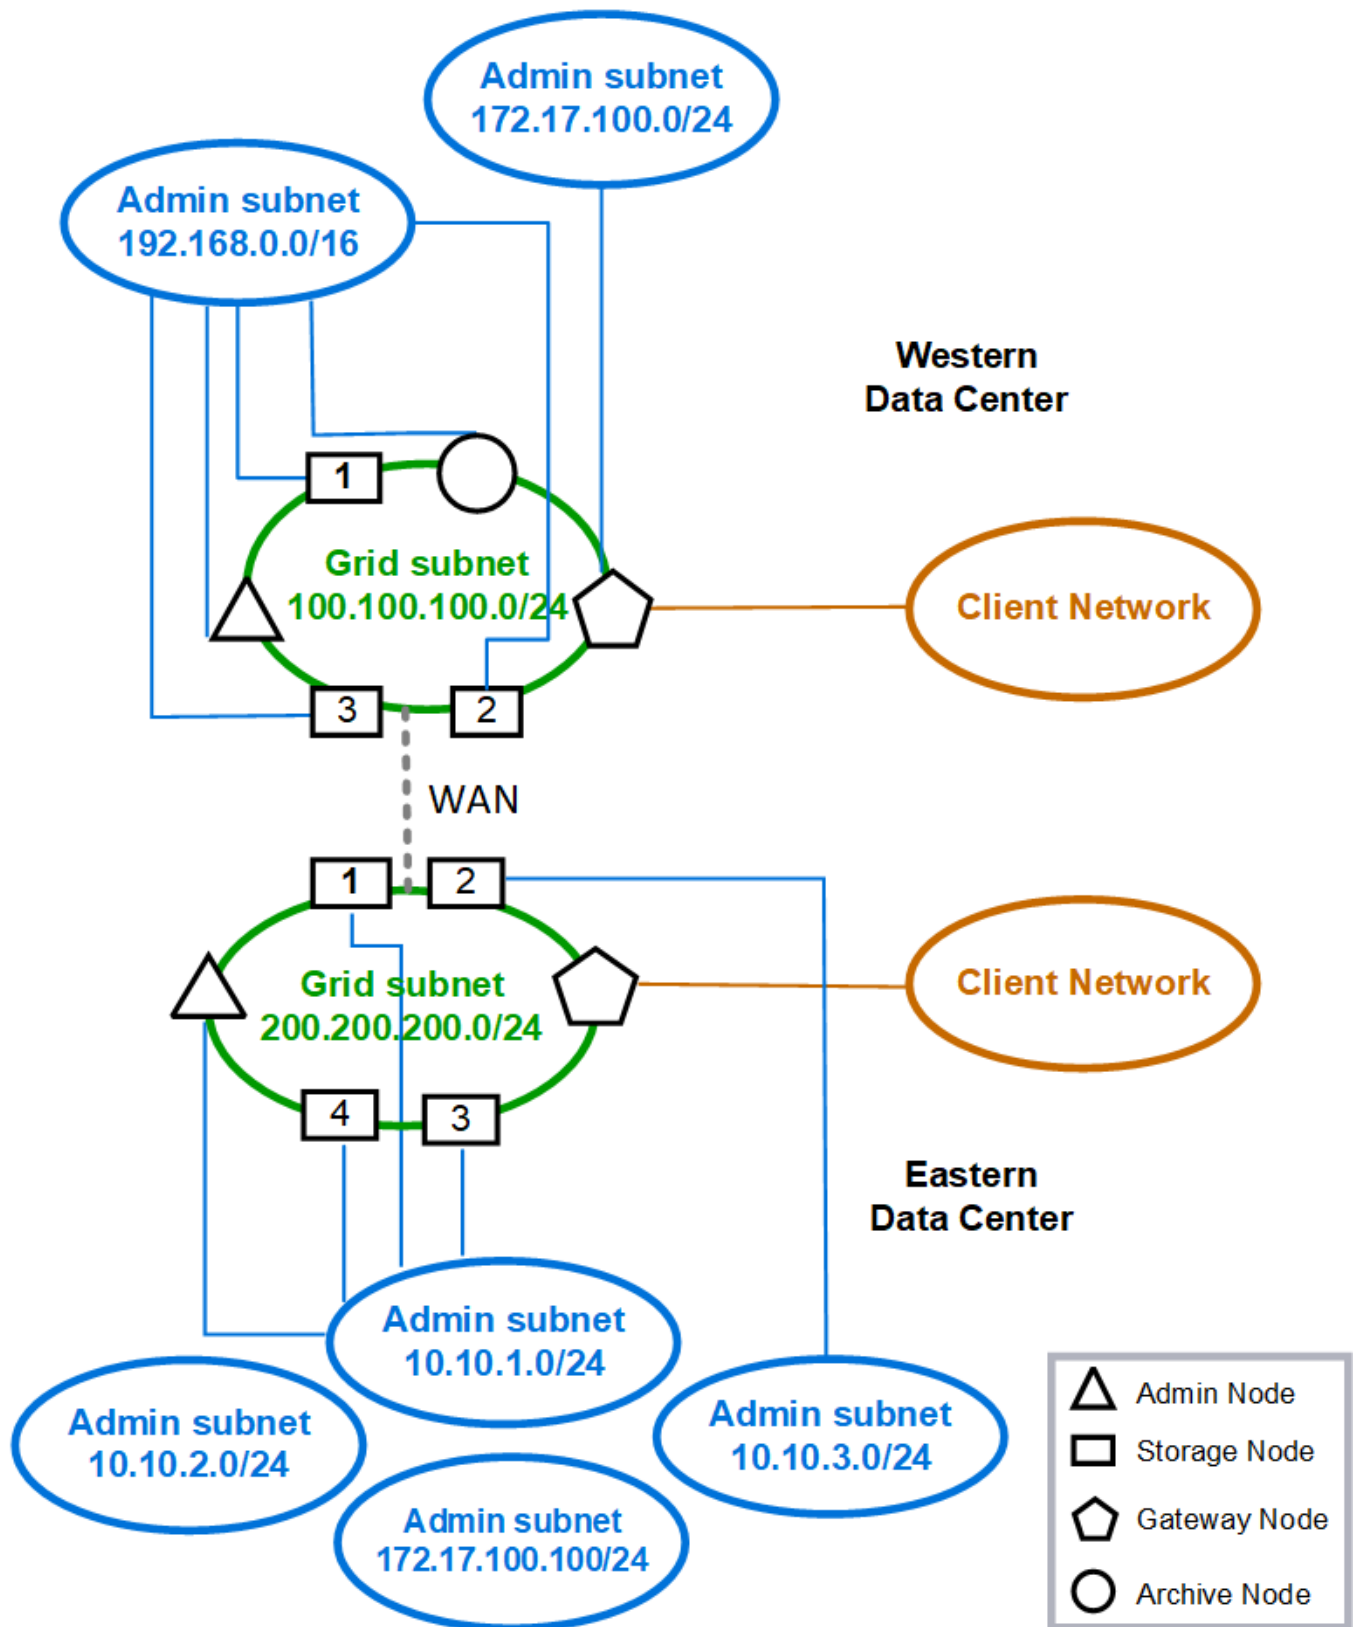 Admin subnet
172.17.100.0/24
Admin subnet
192.168.0.0/16
Western
Data Center
1
Grid subnet
100.100.100.0/24
Client Network
3
2
WAN
1
2
Grid subnet
200.200.200.0/24
Client Network
4
3
Eastern
Data Center
Admin subnet
10.10.1.0/24
Admin subnet
10.10.2.0/24
Admin subnet
10.10.3.0/24
Admin subnet
172.17.100.100/24
Admin Node
Storage Node
Gateway Node
Archive Node